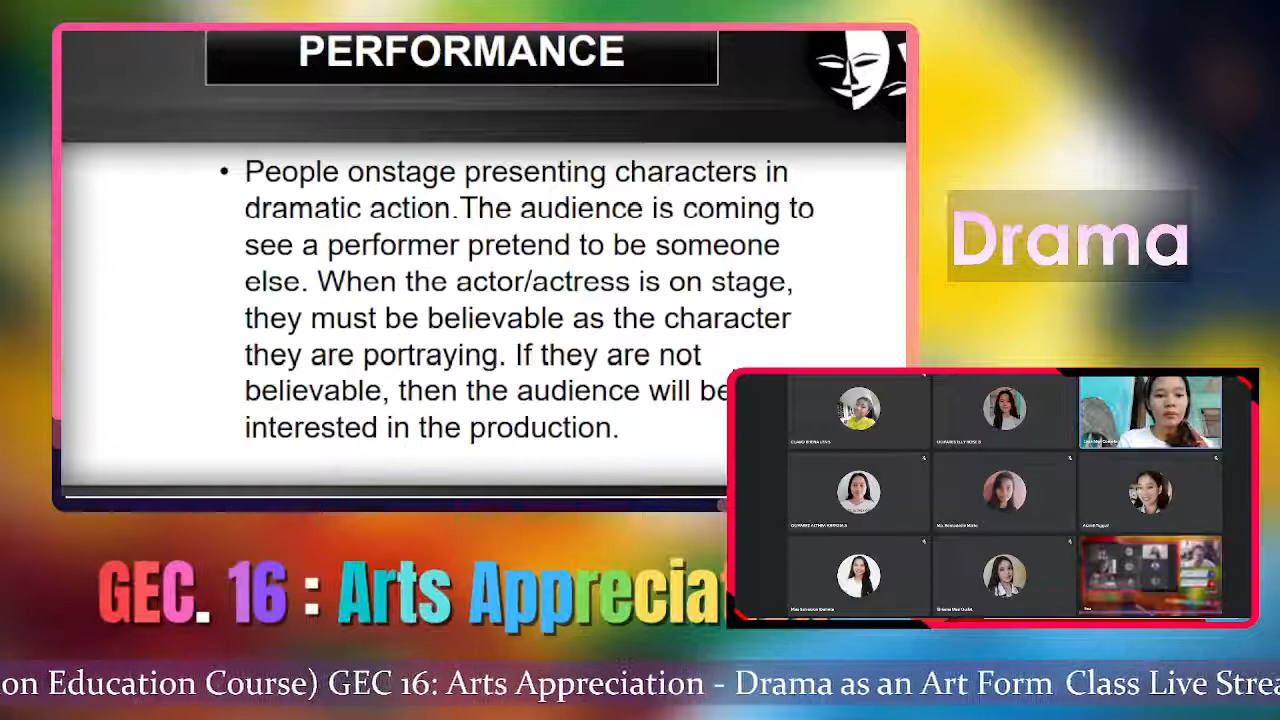 PERFORMANCE
• People onstage presenting characters in
dramatic action.The audience is coming to
see a performer pretend to be someone
else. When the actor/actress is on stage,
they must be believable as the character
they are portraying. If they are not
believable, then the audience will be
interested in the production.
Drama
GEC. 16 : Arts Appreciat
on Education Course) GEC 16: Arts Appreciation - Drama as an Art Form Class Live Strea